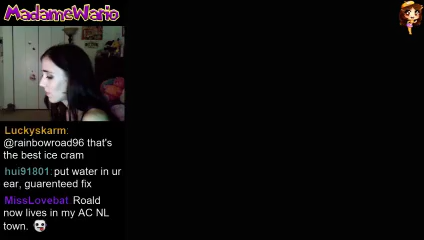 MadameWario
Luckyskarm:
@rainbowroad96 that's
the best ice cram
hui91801: put water in ur
ear, guarenteed fix
MissLovebat: Roald
now lives in my AC NL
town.